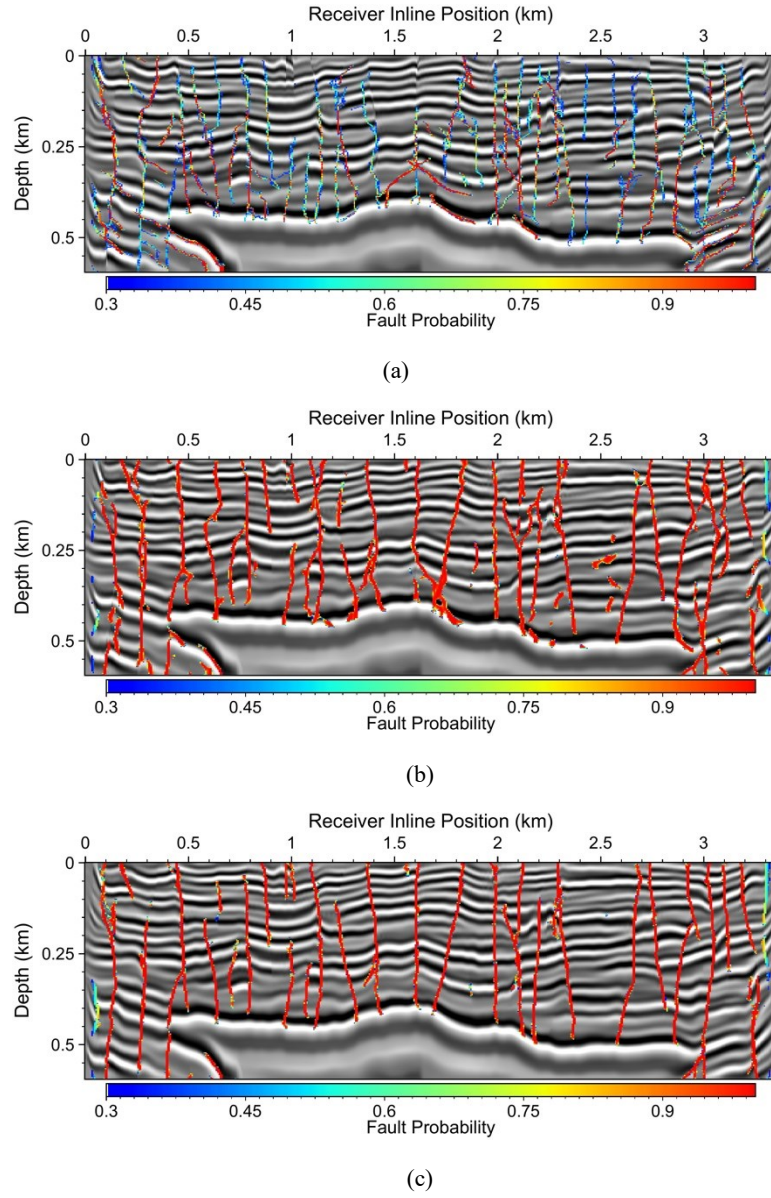 Receiver Inline Position (km)
0 0.5 1 1.5 2 2.5 3
0
0.25
0.5
Depth (km)
0.3 0.45 0.6 0.75 0.9
Fault Probability
(a)
Receiver Inline Position (km)
0 0.5 1 1.5 2 2.5 3
0
0.25
0.5
Depth (km)
0.3 0.45 0.6 0.75 0.9
Fault Probability
(b)
Receiver Inline Position (km)
0 0.5 1 1.5 2 2.5 3
0
0.25
0.5
Depth (km)
0.3 0.45 0.6 0.75 0.9
Fault Probability
(c)